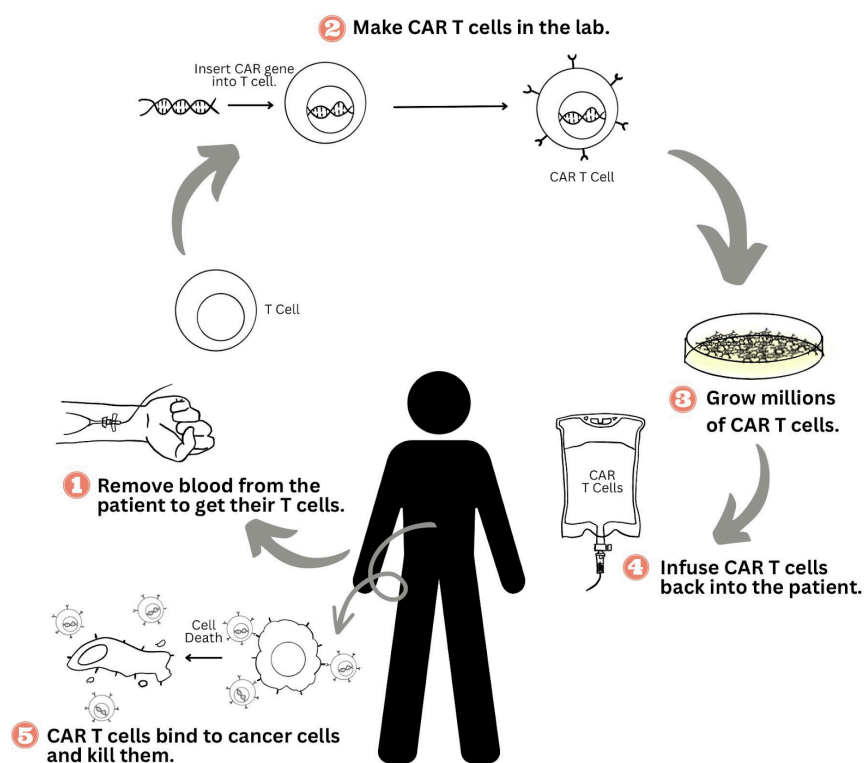 1 Remove blood from the
patient to get their T cells.
T Cell
2 Make CAR T cells in the lab.
Insert CAR gene
into T cell.
CAR T Cell
3 Grow millions
of CAR T cells.
CAR
T Cells
4 Infuse CAR T cells
back into the patient.
Cell
Death
5 CAR T cells bind to cancer cells
and kill them.